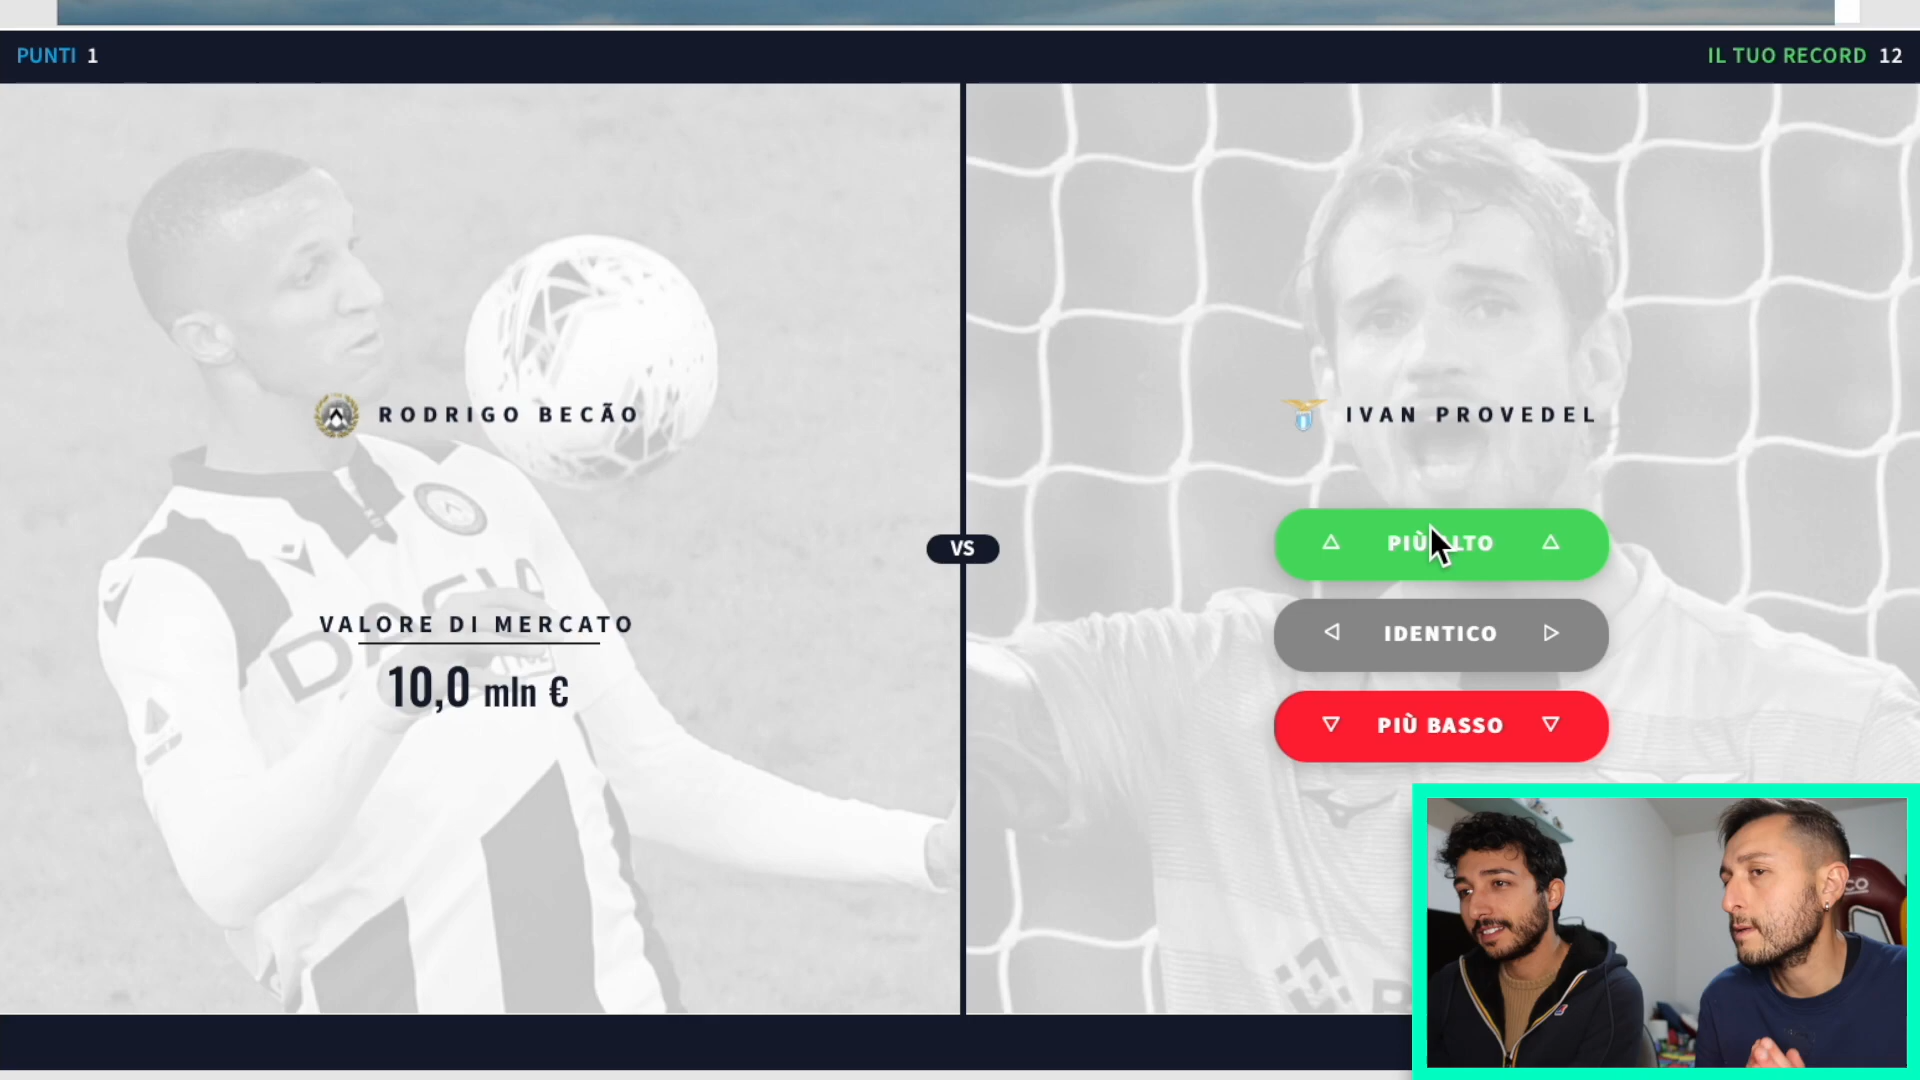 PUNTI 1
IL TUO RECORD 12
RODRIGO BECÃO
VALORE DI MERCATO
10,0 mln €
VS
IVAN PROVEDEL
IDENTICO
PIÙ BASSO